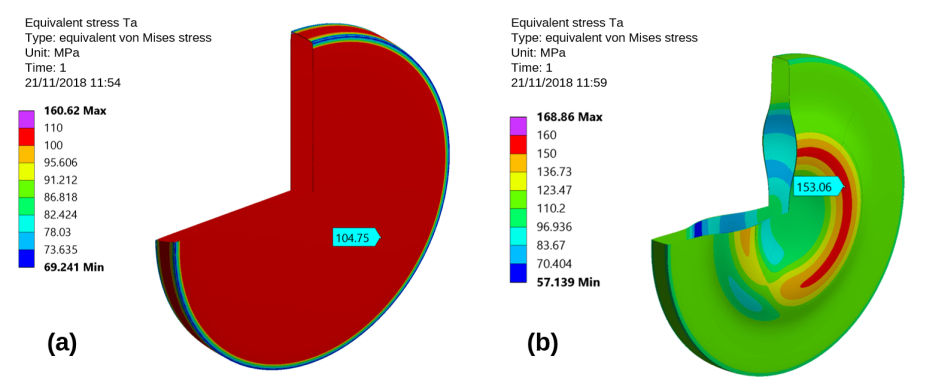 Equivalent stress Ta
Type: equivalent von Mises stress
Unit: MPa
Time: 1
21/11/2018 11:54
160.62 Max
110
100
95.606
91.212
86.818
82.424
78.03
73.635
69.241 Min
104.75
(a)
Equivalent stress Ta
Type: equivalent von Mises stress
Unit: MPa
Time: 1
21/11/2018 11:59
168.86 Max
160
150
136.73
123.47
110.2
96.936
83.67
70.404
57.139 Min
153.06
(b)